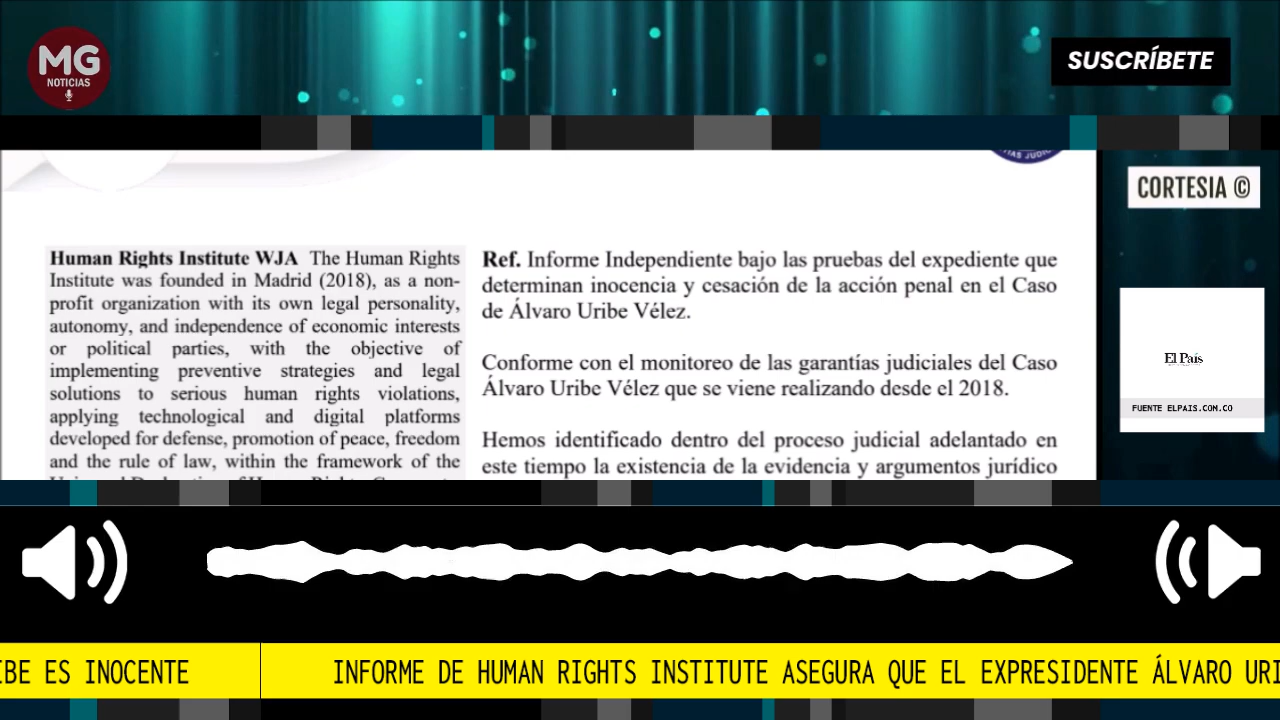 MG
NOTICIAS
SUSCRÍBETE
IAS JUDIC
CORTESIA ©
Human Rights Institute WJA The Human Rights
Institute was founded in Madrid (2018), as a non-
profit organization with its own legal personality,
autonomy, and independence of economic interests
or political parties, with the objective of
implementing preventive strategies and legal
solutions to serious human rights violations,
applying technological and digital platforms
developed for defense, promotion of peace, freedom
and the rule of law, within the framework of the
Ref. Informe Independiente bajo las pruebas del expediente que
determinan inocencia y cesación de la acción penal en el Caso
de Álvaro Uribe Vélez.
Conforme con el monitoreo de las garantías judiciales del Caso
Álvaro Uribe Vélez que se viene realizando desde el 2018.
Hemos identificado dentro del proceso judicial adelantado en
este tiempo la existencia de la evidencia y argumentos jurídico
El País
FUENTE ELPAIS.COM.CO
IBE ES INOCENTE
INFORME DE HUMAN RIGHTS INSTITUTE ASEGURA QUE EL EXPRESIDENTE ÁLVARO URI